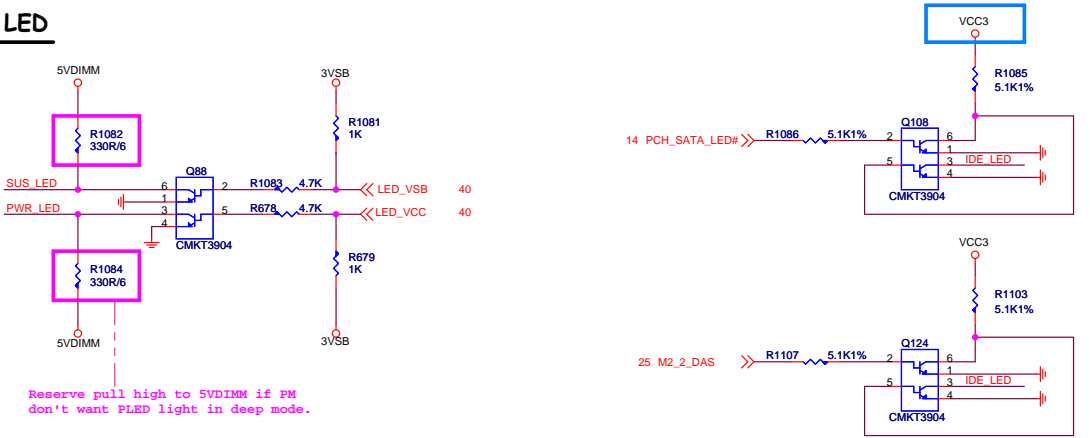 LED
5VDIMM
R1082
330R/6
SUS_LED
PWR_LED
6
1
3
4
Q88
2
5
CMKT3904
R1084
330R/6
5VDIMM
Reserve pull high to 5VDIMM if PM
don't want PLED light in deep mode.
3VSB
R1081
1K
R1083 4.7K
LED_VSB 40
R678 4.7K
LED_VCC 40
R679
1K
3VSB
VCC3
R1085
5.1K1%
14 PCH_SATA_LED#
R1086 5.1K1%
Q108
2
5
6
1
3
4
IDE_LED
CMKT3904
VCC3
R1103
5.1K1%
25 M2_2_DAS
R1107 5.1K1%
Q124
2
5
6
1
3
4
IDE_LED
CMKT3904